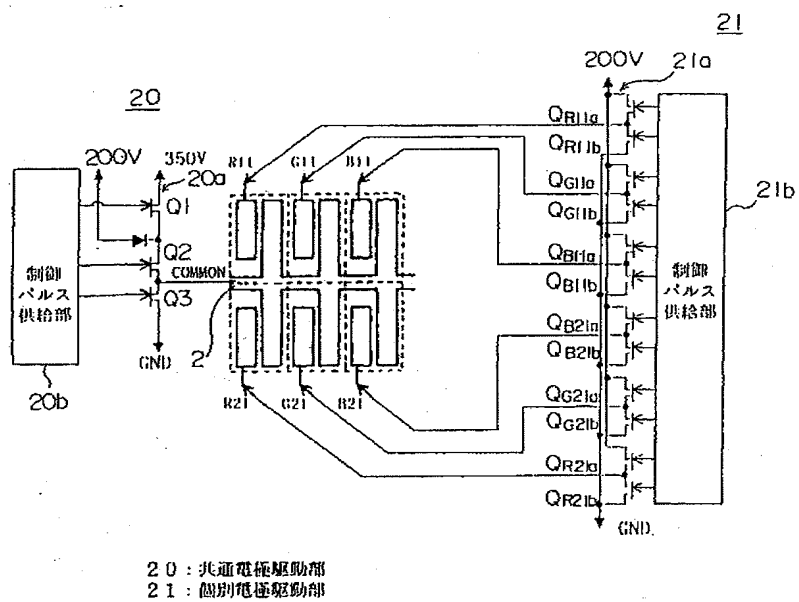 21
200V
21a
20
200V
350V
20a
Q1
Q2
Q3
COMMON
GND
2
制御
パルス
供給部
20b
R11
G11
B11
R21
G21
B21
QR11a
QR11b
QG11a
QG11b
QB11a
QB11b
QB21a
QB21b
QG21a
QG21b
QR21a
QR21b
GND.
制御
パルス
供給部
21b
20:共通電極駆動部
21:個別電極駆動部